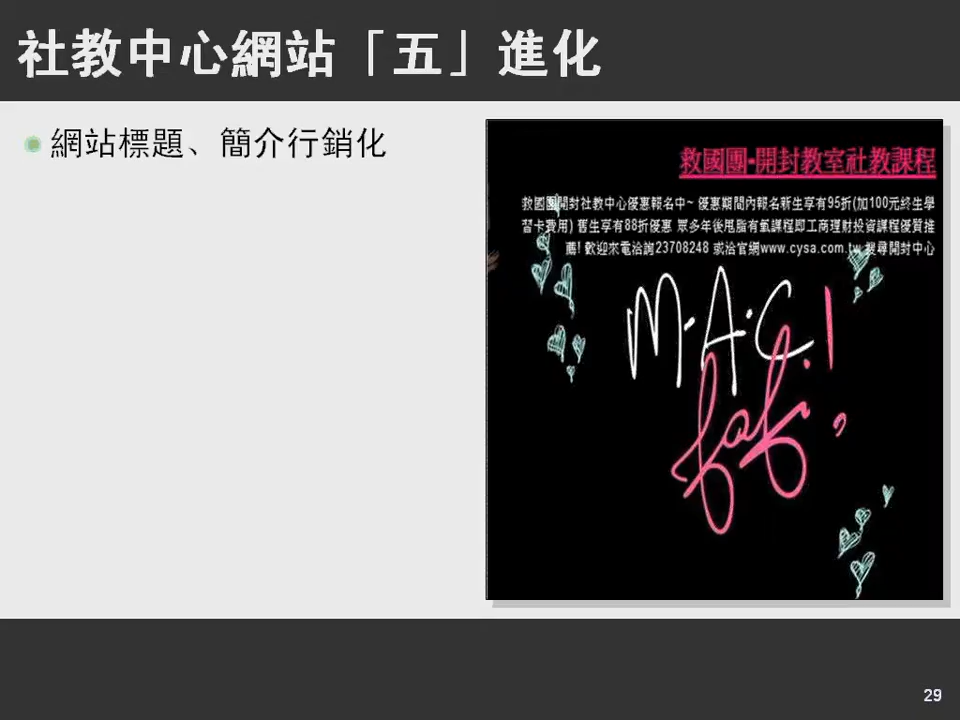 社教中心網站「五」進化
網站標題、簡介行銷化
救國團·開封教室社教課程
救國團開封社教中心優惠報名中~ 優惠期間內報名新生享有95折(加100元終生學
習卡費用) 舊生享有88折優惠 眾多年後甩脂有氧課程即工商理財投資課程優質推
薦! 歡迎來電洽詢23708248 或洽官網www.cysa.com.tw 搜尋開封中心
M·A·C !
fafi,
29